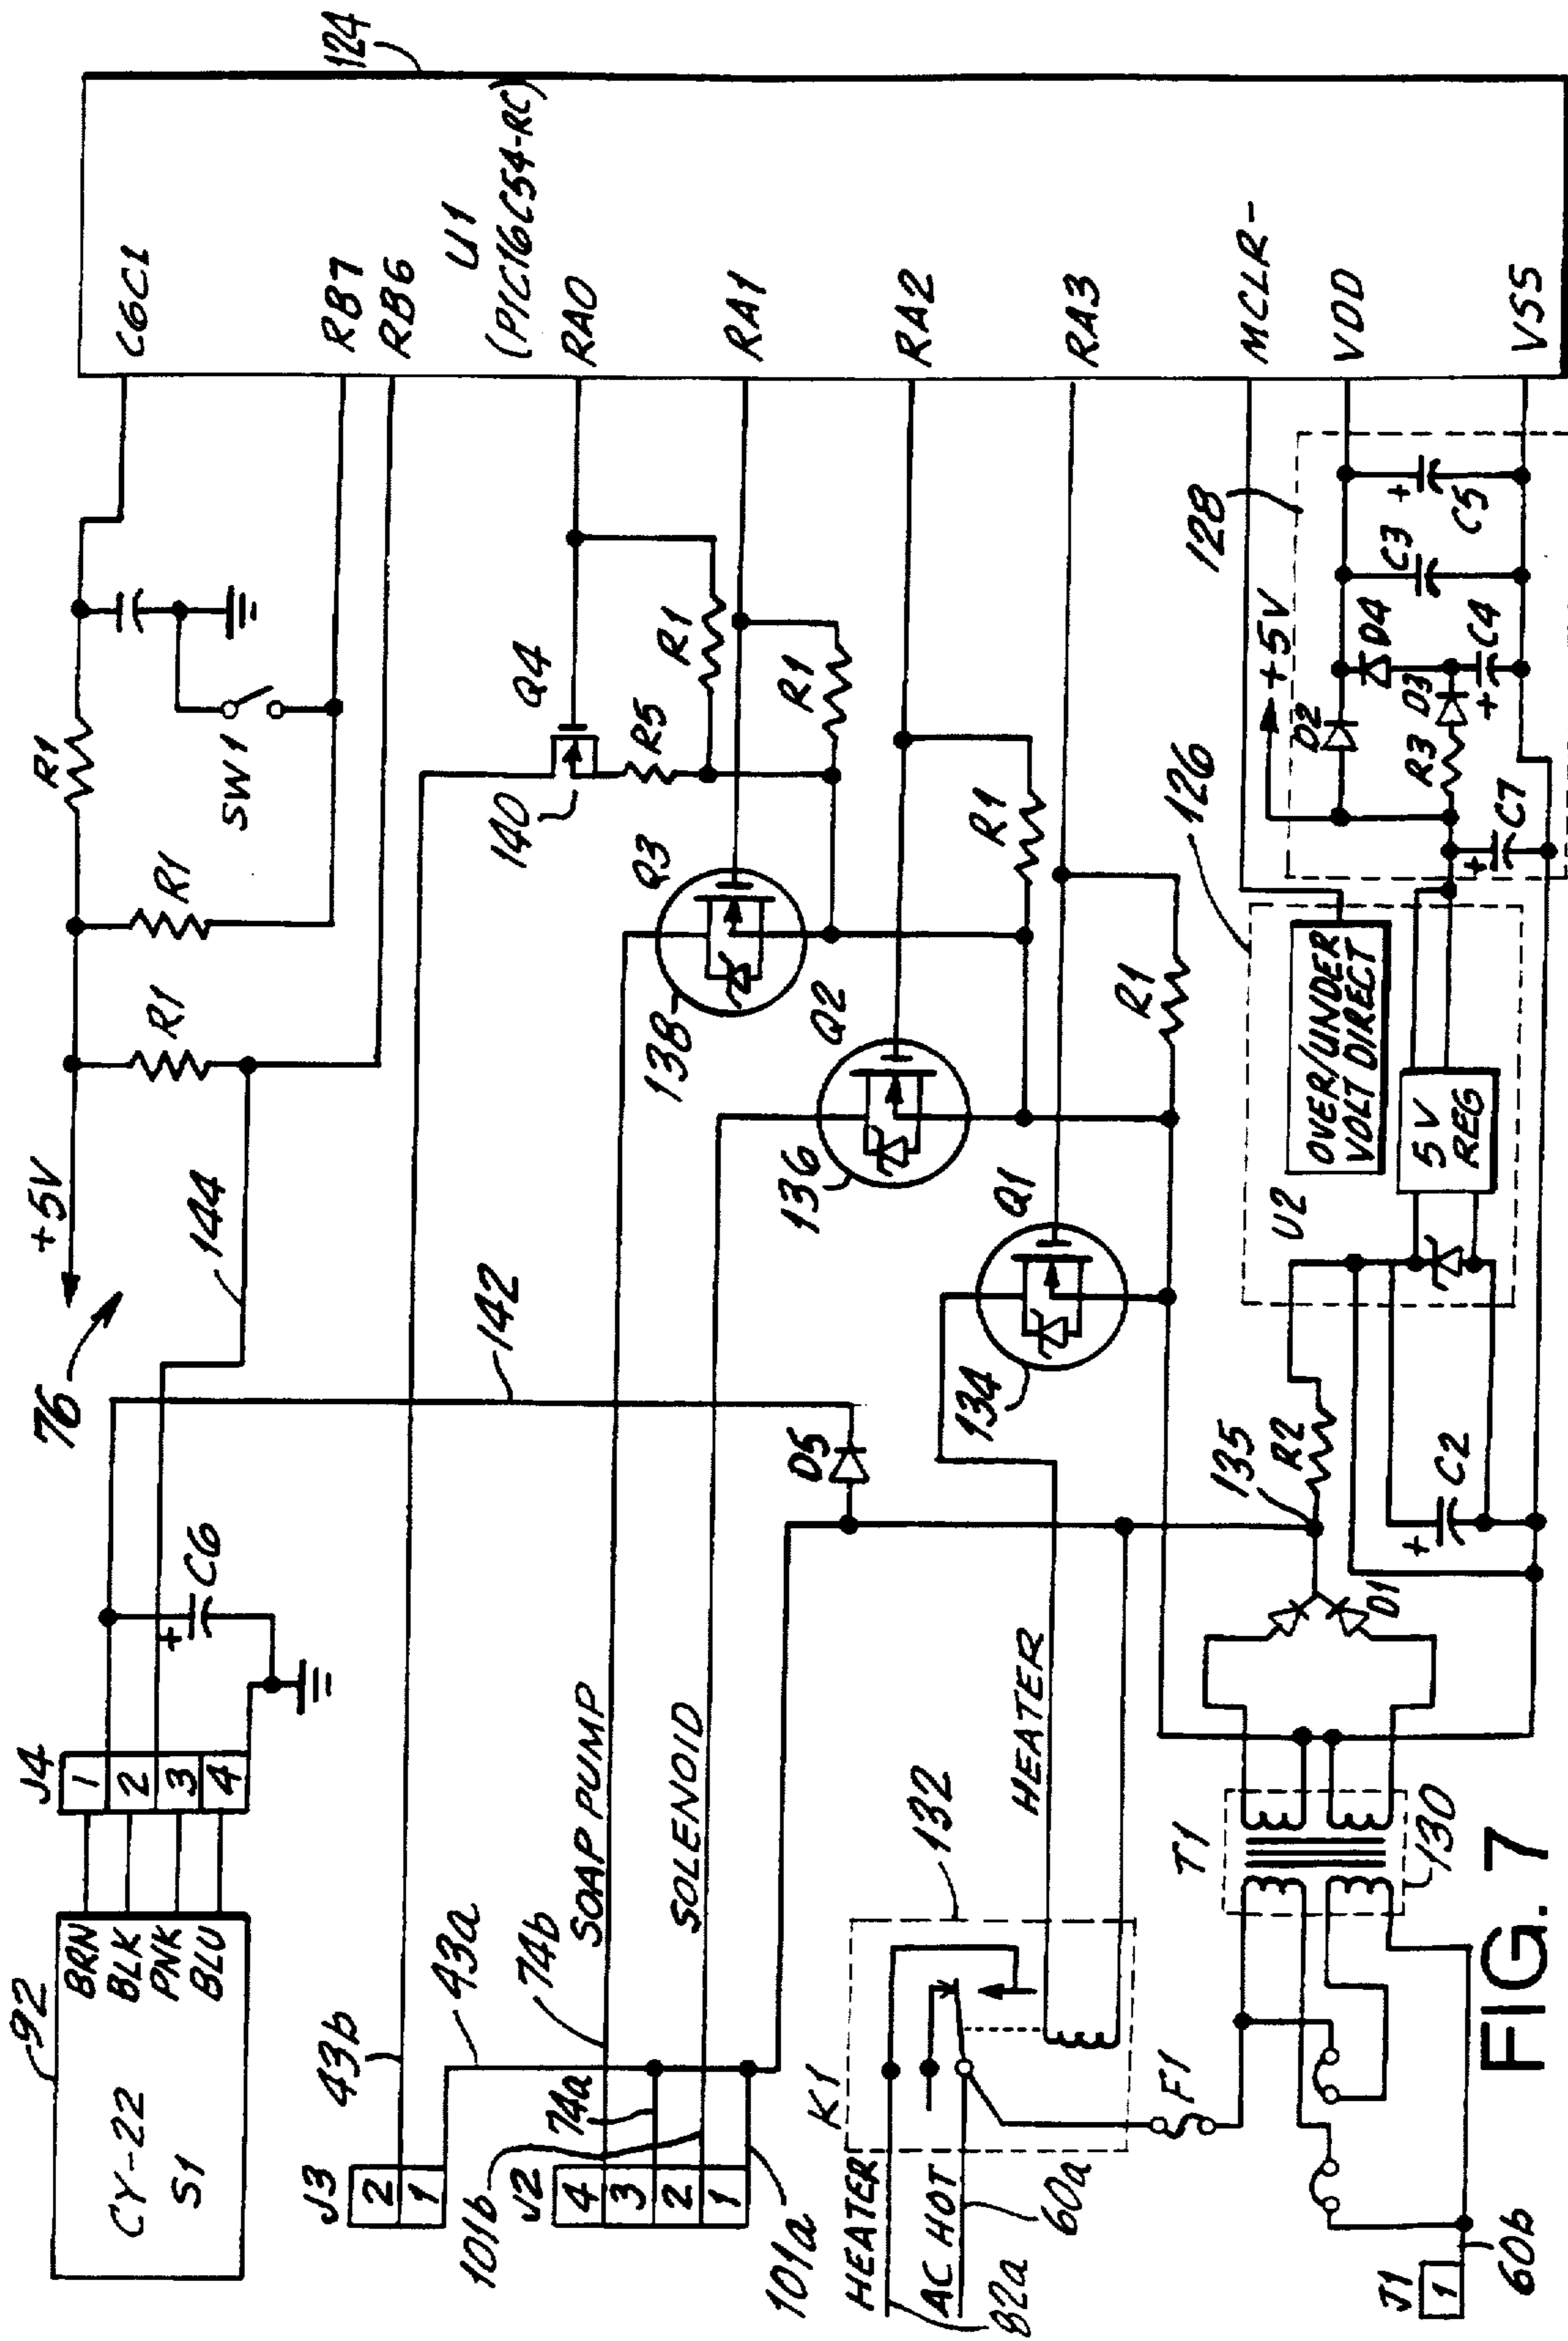 76
+5V
144
R1
R1
R1
SW1
C6C1
124
92
CY-22
S1
BRN
BLK
PNK
BLU
J4
1
2
3
4
+
C6
142
RB7
RB6
U1
(PIC16C54-RC)
RA0
RA1
RA2
RA3
MCLR-
VDD
VSS
43b
43a
J3
2
1
SOAP PUMP
74b
74a
SOLENOID
101b
J2
4
3
2
1
101a
Q4
140
R5
R1
R1
Q3
138
Q2
136
R1
Q1
134
R1
D5
132
K1
HEATER
HEATER
AC HOT
82a
60a
F1
T1
130
D1
135
R2
+
C2
U2
126
OVER/UNDER
VOLT DIRECT
5V
REG
128
+5V
D2
R3
D3
D4
+
C4
C3
+
C5
+
C7
J1
1
60b
FIG. 7